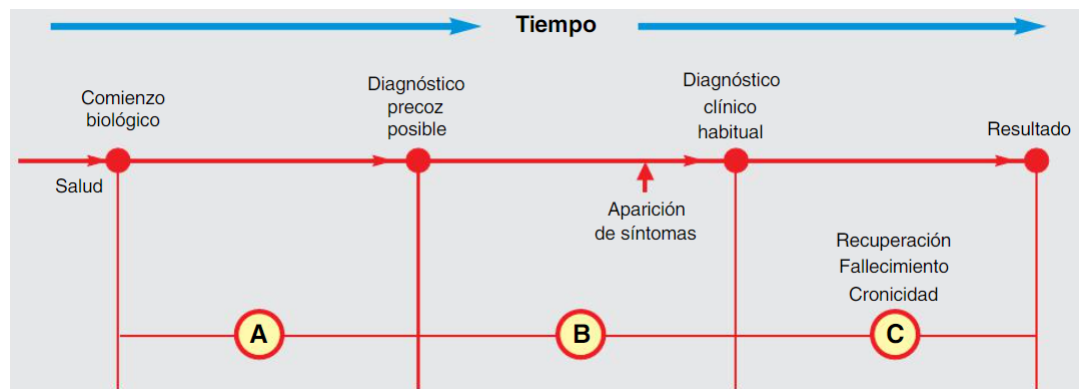 Tiempo
Comienzo
biológico
Diagnóstico
precoz
posible
Diagnóstico
clínico
habitual
Resultado
Salud
Aparición
de síntomas
Recuperación
Fallecimiento
Cronicidad
A
B
C